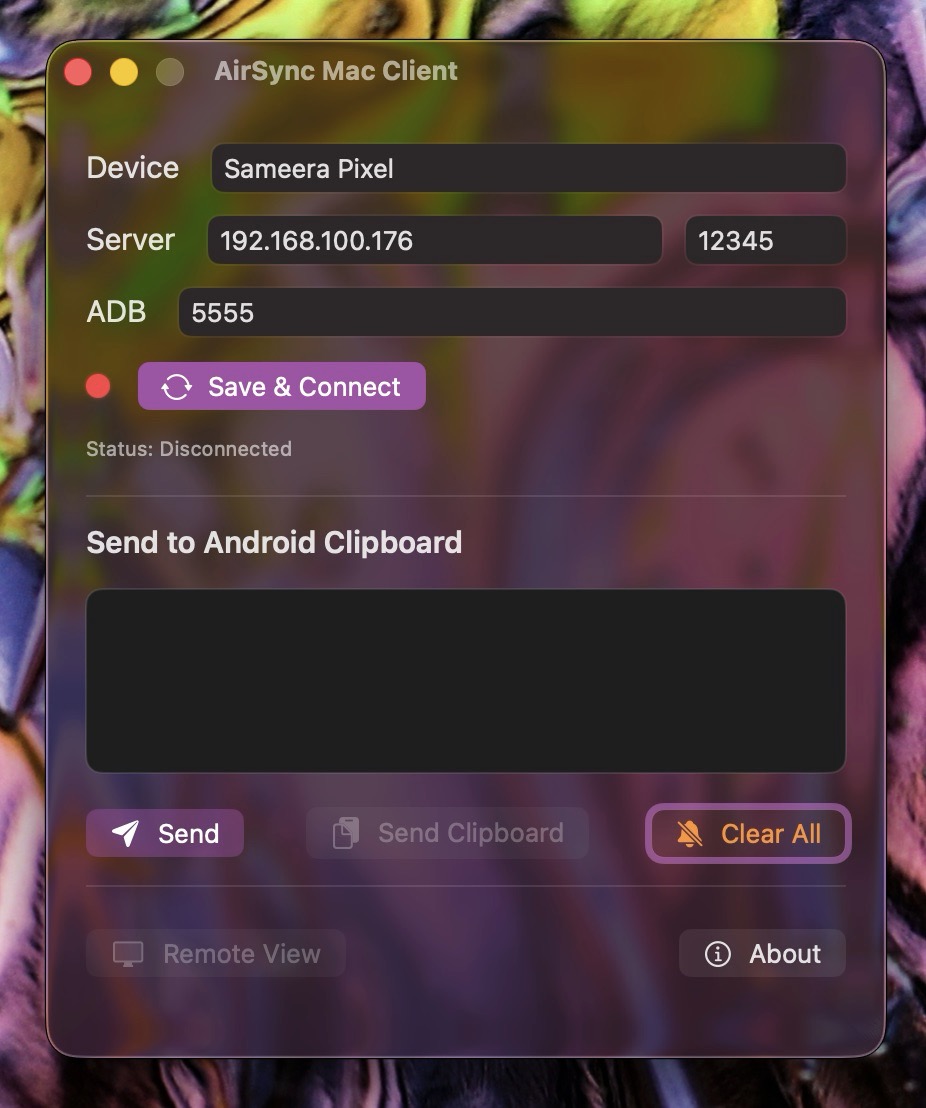 AirSync Mac Client
Device Sameera Pixel
Server 192.168.100.176 12345
ADB 5555
Save & Connect
Status: Disconnected
Send to Android Clipboard
Send Send Clipboard Clear All
Remote View About